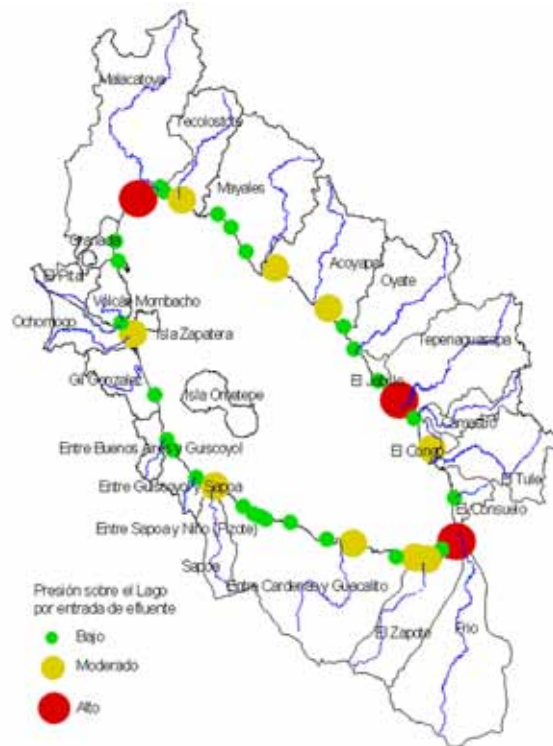 Malacatoya
Tecolostote
Mayales
Granada
Acoyapa
El Pital
Oyate
Volcán Mombacho
Ochomogo
Isla Zapatera
Tepenaguasapa
El Jobillo
Gil González
Isla Ometepe
Camastro
Entre Buenos Aires y Guiscoyol
El Congo
Entre Guiscoyol y Sapoa
El Tule
El Consuelo
Entre Sapoa y Niño (Pizote)
Sapoa
Entre Cárdenas y Guacalito
El Zapote
Frio
Presión sobre el Lago
por entrada de efluente
Bajo
Moderado
Alto